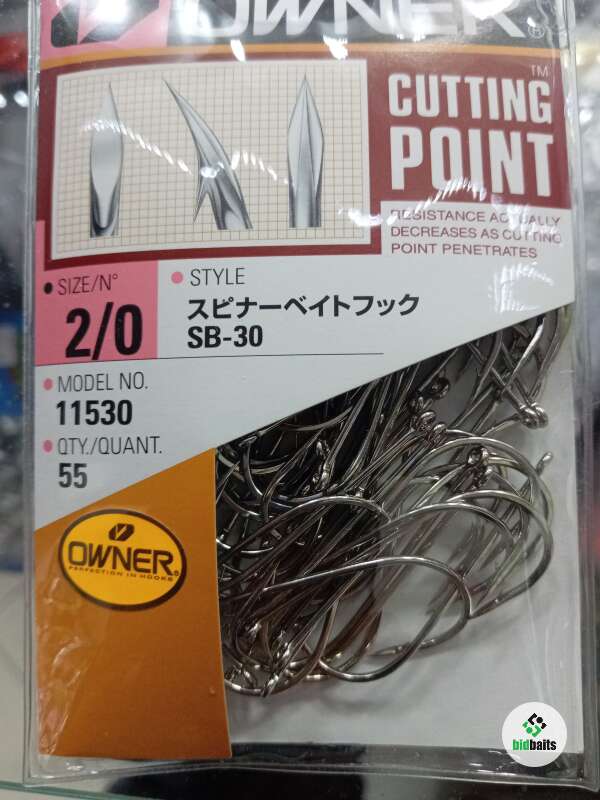 OWNER®
CUTTING™
POINT
RESISTANCE ACTUALLY
DECREASES AS CUTTING
POINT PENETRATES
SIZE/N°
2/0
STYLE
スピナーベイトフック
SB-30
MODEL NO.
11530
QTY./QUANT.
55
OWNER®
PERFECTION IN HOOKS
bidbaits